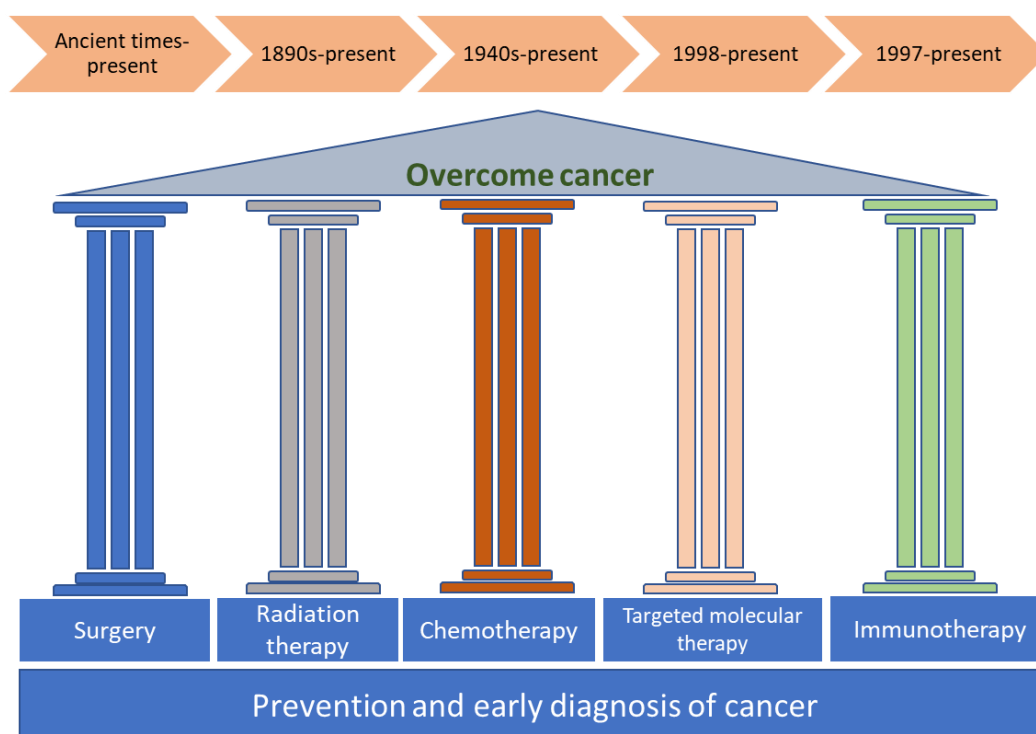 Ancient times-
present
1890s-present
1940s-present
1998-present
1997-present
Overcome cancer
Surgery
Radiation
therapy
Chemotherapy
Targeted molecular
therapy
Immunotherapy
Prevention and early diagnosis of cancer